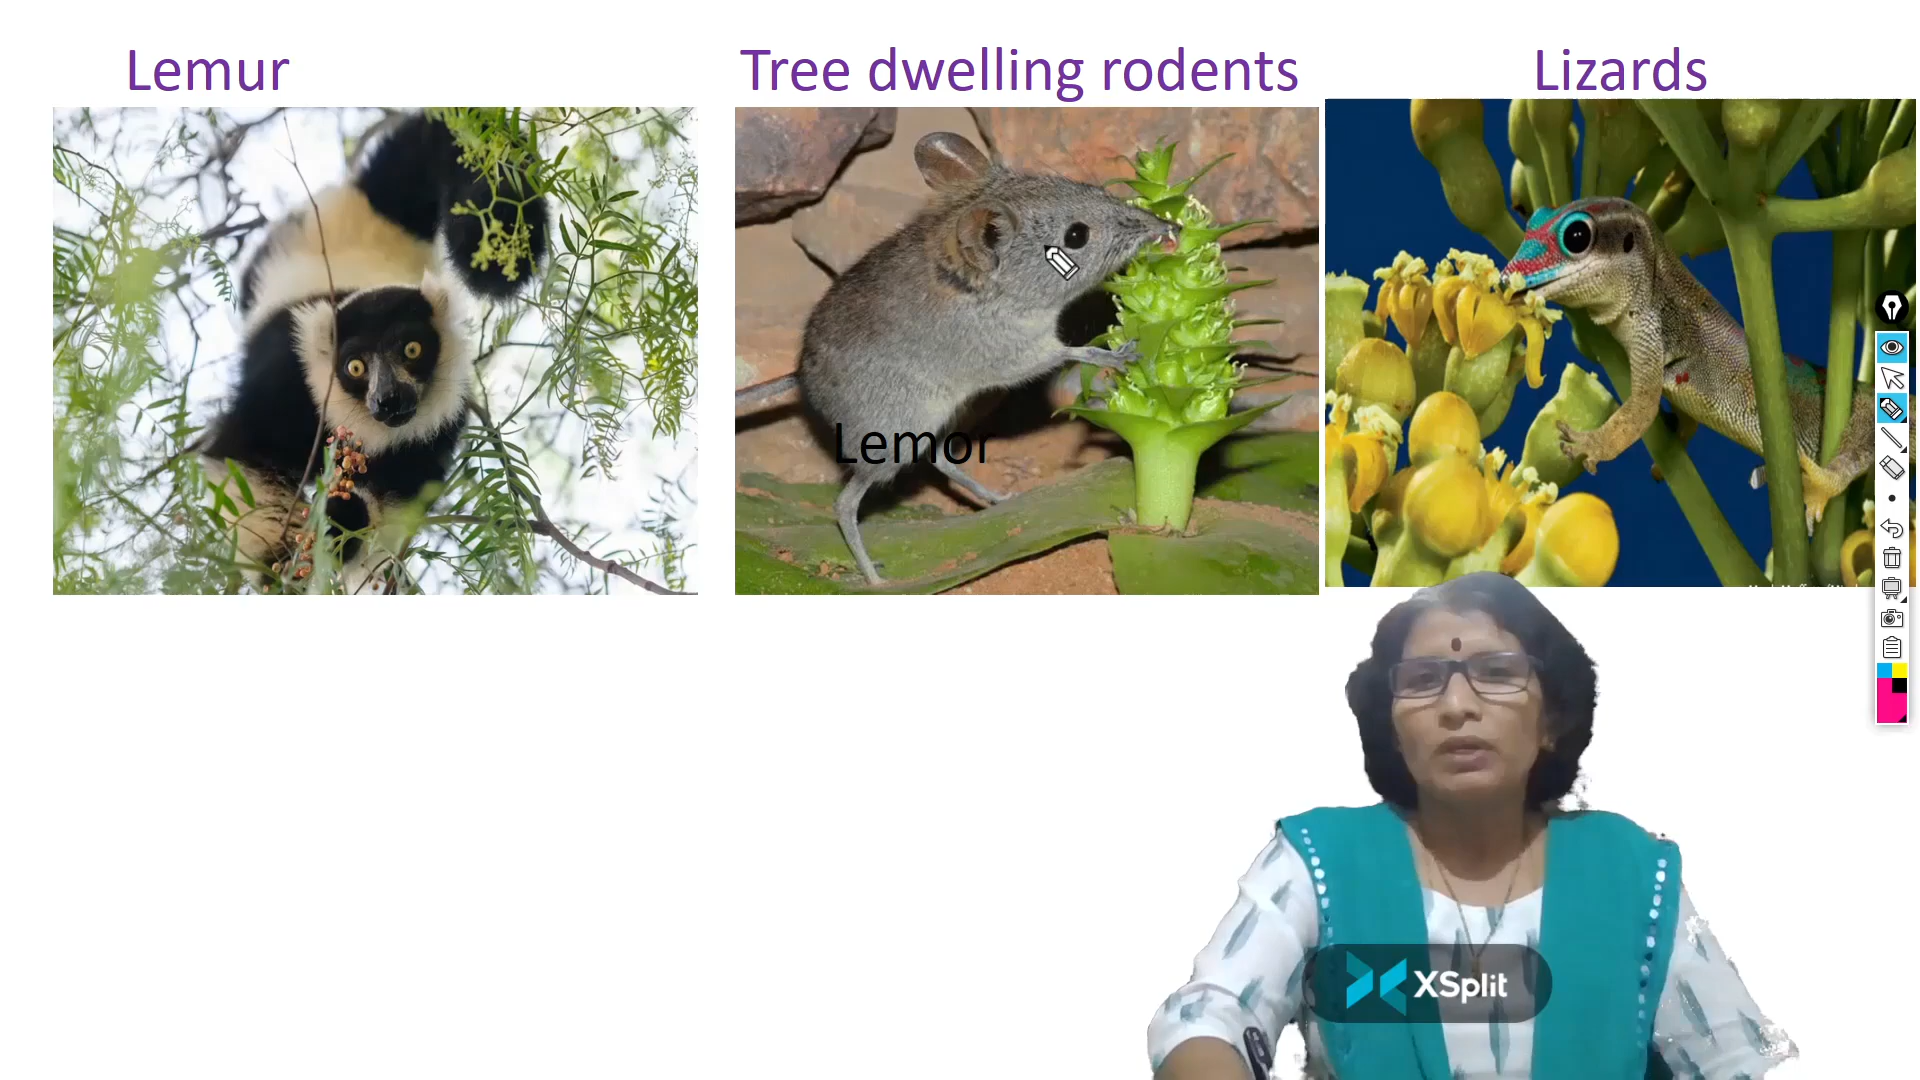 Lemur
Tree dwelling rodents
Lizards
Lemor
XSplit